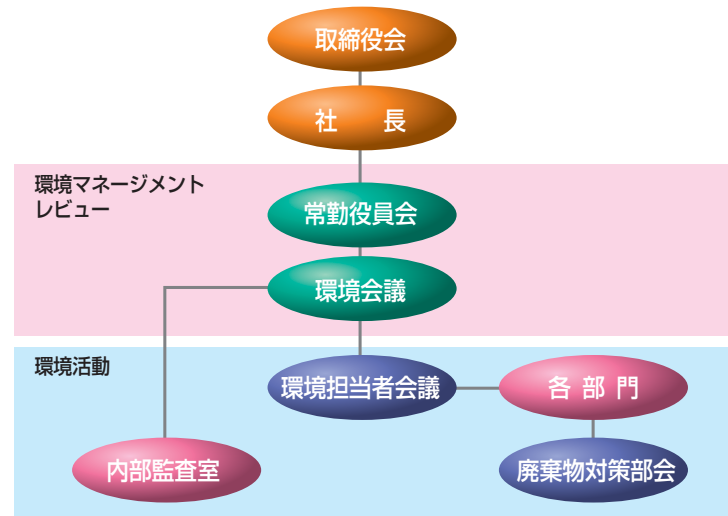 取締役会
社　　長
環境マネージメント
レビュー
常勤役員会
環境会議
環境活動
環境担当者会議
各 部 門
内部監査室
廃棄物対策部会